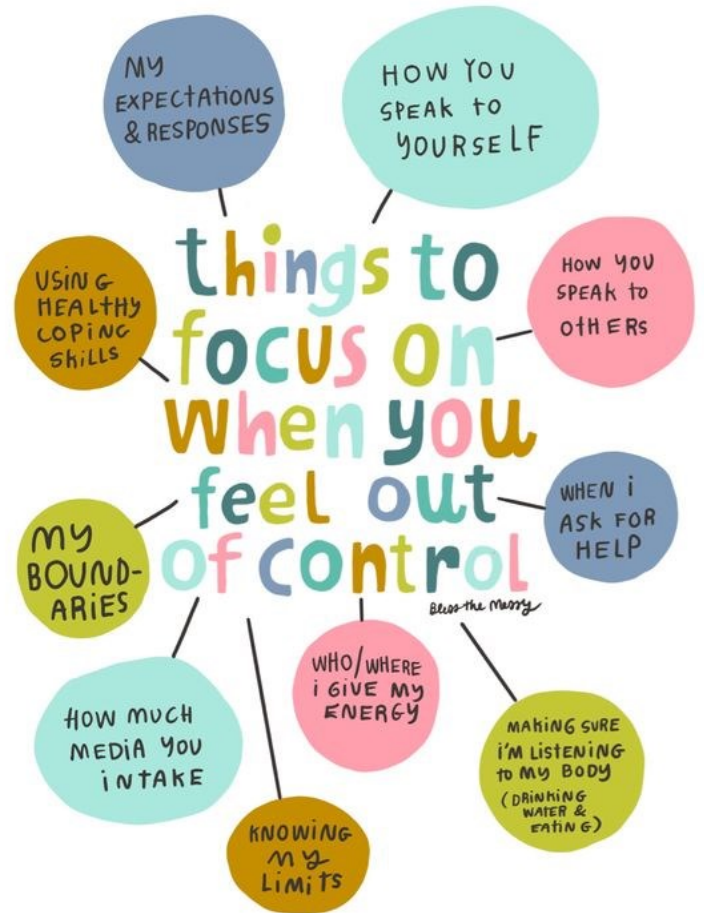 MY
EXPECTATIONS
& RESPONSES
HOW YOU
SPEAK to
YOURSELF
things to
focus on
when you
feel out
of control
Bless the Messy
USING
HEALTHY
COPING
SKILLS
HOW YOU
SPEAK to
OtHERS
MY
BOUND-
ARIES
WHEN i
ASK FOR
HELP
HOW MUCH
MEDIA YOU
iNTAKE
WHO/WHERE
i GIVE MY
ENERGY
MAKING SURE
i'M LISTENING
to MY BODY
(DRINKING
WATER &
EATING)
KNOWING
MY
LIMITS